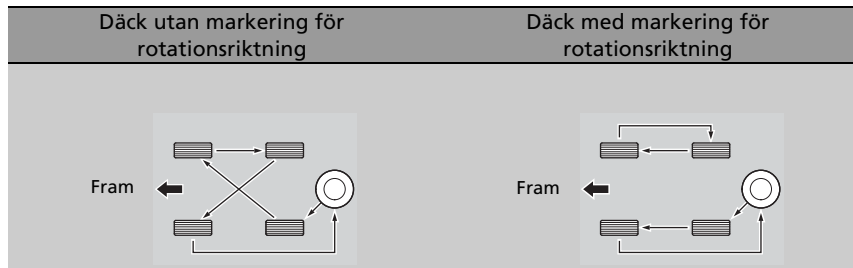 Däck utan markering för
rotationsriktning
Däck med markering för
rotationsriktning
Fram
Fram